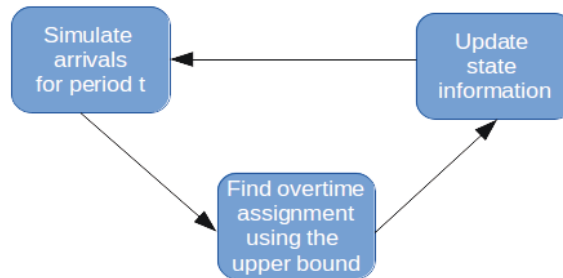 Simulate
arrivals
for period t
Update
state
information
Find overtime
assignment
using the
upper bound